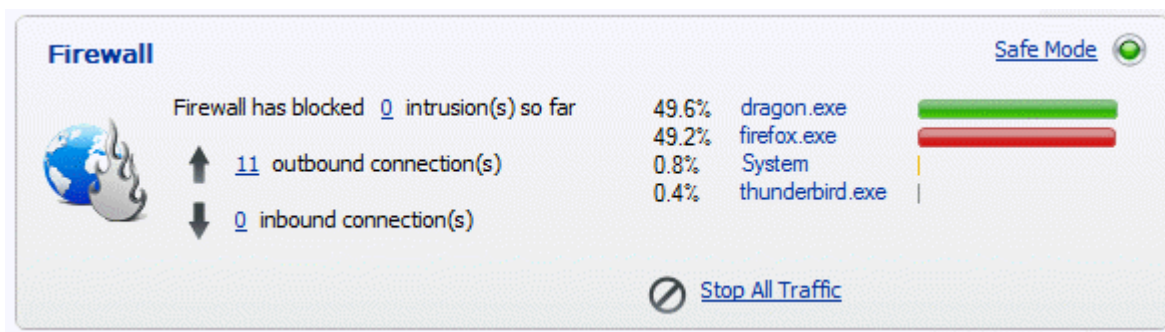 Firewall
Safe Mode
Firewall has blocked 0 intrusion(s) so far
11 outbound connection(s)
0 inbound connection(s)
49.6% dragon.exe
49.2% firefox.exe
0.8% System
0.4% thunderbird.exe
Stop All Traffic